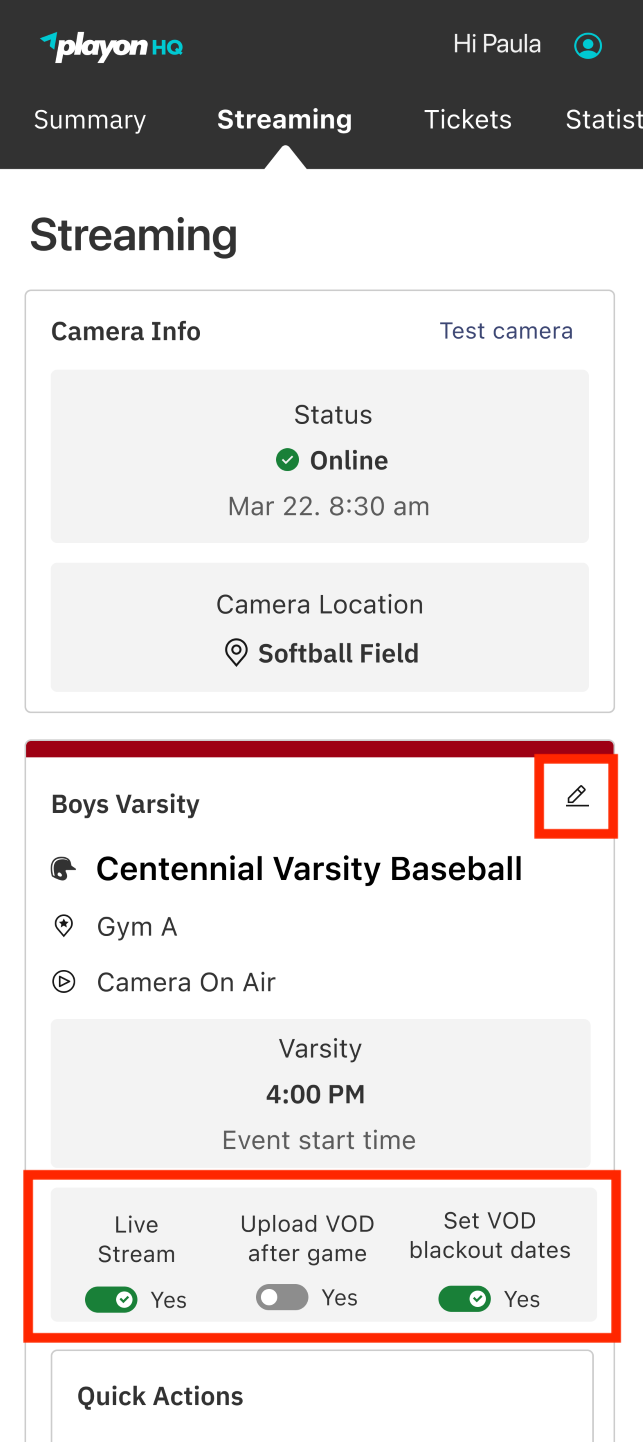 playon HQ
Hi Paula
Summary Streaming Tickets Statist
Streaming
Camera Info Test camera
Status
Online
Mar 22. 8:30 am
Camera Location
Softball Field
Boys Varsity
Centennial Varsity Baseball
Gym A
Camera On Air
Varsity
4:00 PM
Event start time
Live
Stream
Yes
Upload VOD
after game
Yes
Set VOD
blackout dates
Yes
Quick Actions